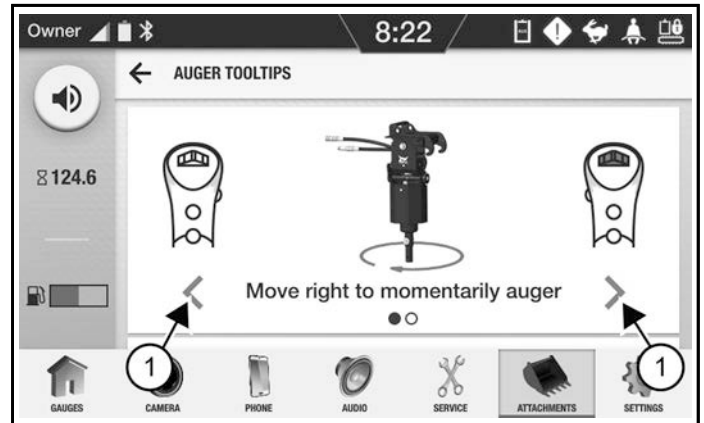 Owner 8:22
AUGER TOOLTIPS
124.6
Move right to momentarily auger
1 1
GAUGES CAMERA PHONE AUDIO SERVICE ATTACHMENTS SETTINGS